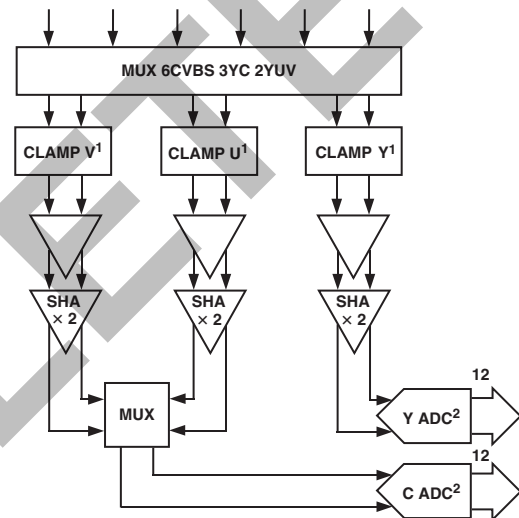 MUX 6CVBS 3YC 2YUV
CLAMP V¹ CLAMP U¹ CLAMP Y¹
SHA × 2 SHA × 2 SHA × 2
MUX
12
Y ADC²
12
C ADC²